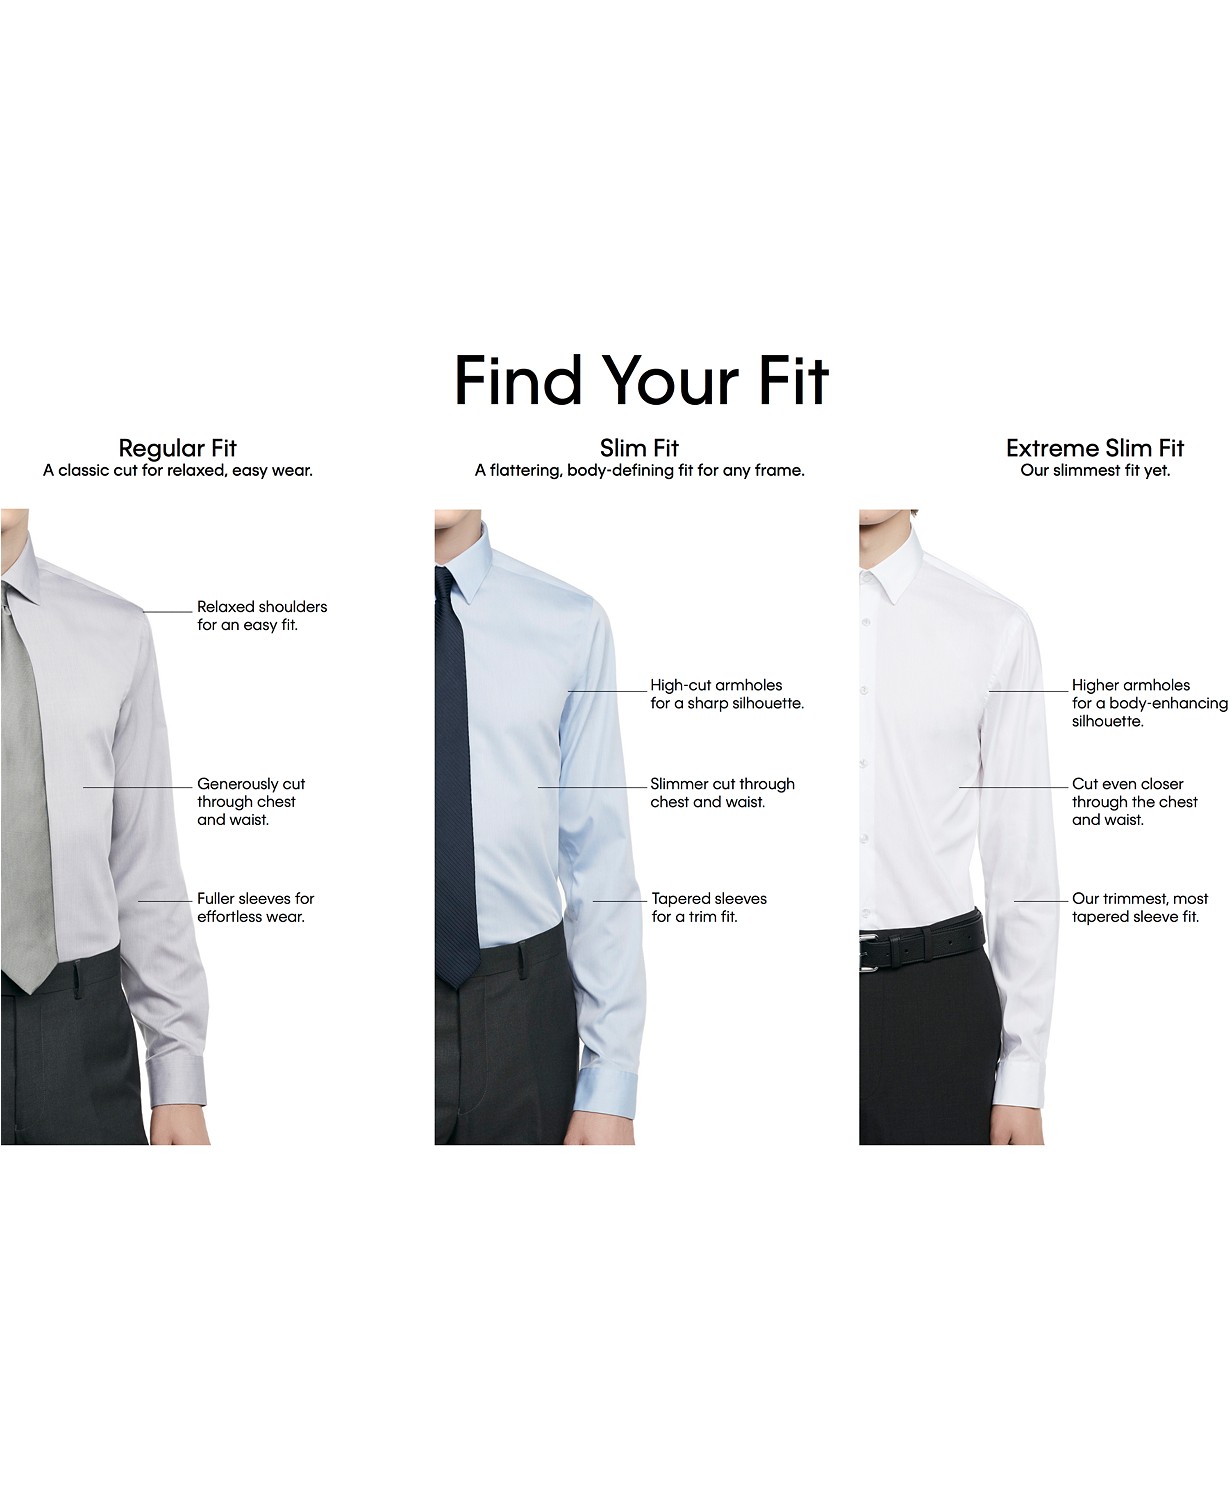 Find Your Fit
Regular Fit
A classic cut for relaxed, easy wear.
Relaxed shoulders
for an easy fit.
Generously cut
through chest
and waist.
Fuller sleeves for
effortless wear.
Slim Fit
A flattering, body-defining fit for any frame.
High-cut armholes
for a sharp silhouette.
Slimmer cut through
chest and waist.
Tapered sleeves
for a trim fit.
Extreme Slim Fit
Our slimmest fit yet.
Higher armholes
for a body-enhancing
silhouette.
Cut even closer
through the chest
and waist.
Our trimmest, most
tapered sleeve fit.